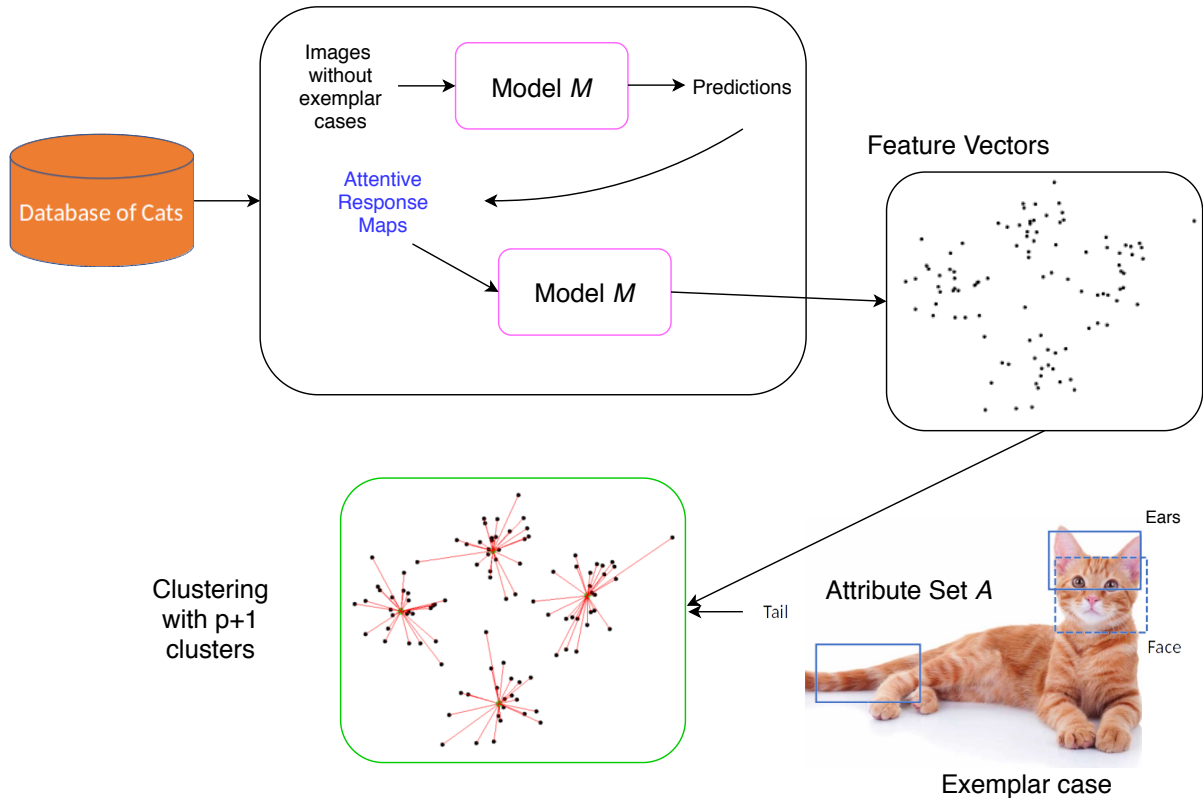 Images
without
exemplar
cases
Model M
Predictions
Database of Cats
Attentive
Response
Maps
Model M
Feature Vectors
Clustering
with p+1
clusters
Tail
Attribute Set A
Ears
Face
Exemplar case